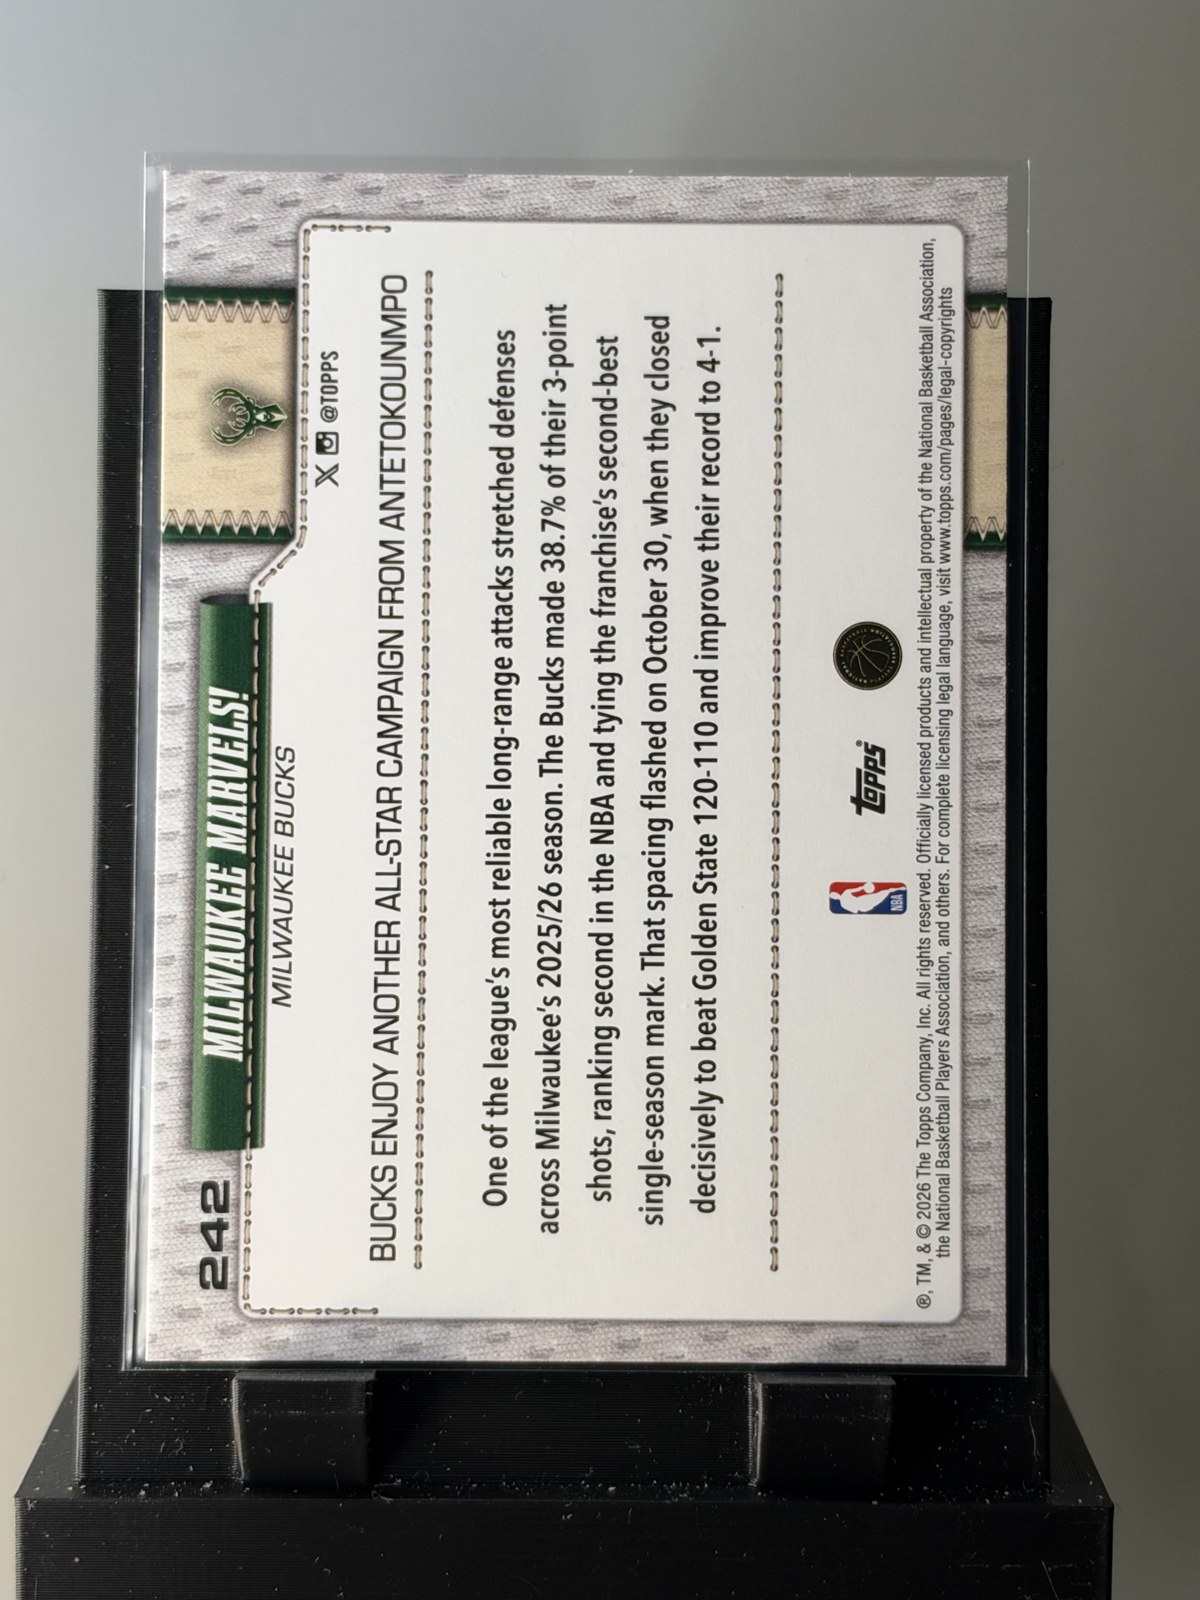 242
MILWAUKEE MARVELS!
MILWAUKEE BUCKS
@TOPPS
BUCKS ENJOY ANOTHER ALL-STAR CAMPAIGN FROM ANTETOKOUNMPO
One of the league's most reliable long-range attacks stretched defenses
across Milwaukee's 2025/26 season. The Bucks made 38.7% of their 3-point
shots, ranking second in the NBA and tying the franchise's second-best
single-season mark. That spacing flashed on October 30, when they closed
decisively to beat Golden State 120-110 and improve their record to 4-1.
NBA
topps®
®, TM, & © 2026 The Topps Company, Inc. All rights reserved. Officially licensed products and intellectual property of the National Basketball Association,
the National Basketball Players Association, and others. For complete licensing legal language, visit www.topps.com/pages/legal-copyrights